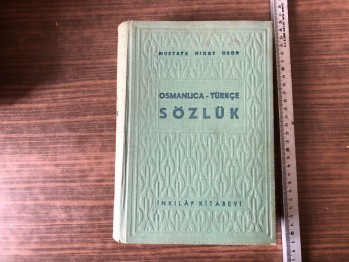 MUSTAFA NİHAT ÖZÖN
OSMANLICA - TÜRKÇE
SÖZLÜK
İNKILÂP KİTABEVİ